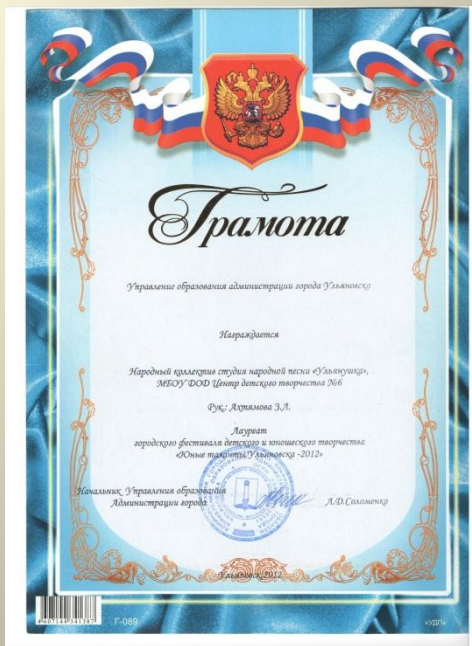 Грамота
Управление образования администрации города Ульяновска
Награждается
Народный коллектив студия народной песни «Ульянушка»,
МБОУ DOD Центр детского творчества №6
Рук.: Ахтямова З.Л.
Лауреат
городского фестиваля детского и юношеского творчества
«Юные таланты Ульяновска -2012»
Начальник Управления образования
Администрации города
Л.D.Соломенко
Ульяновск 2012
Г-089
«УДП»